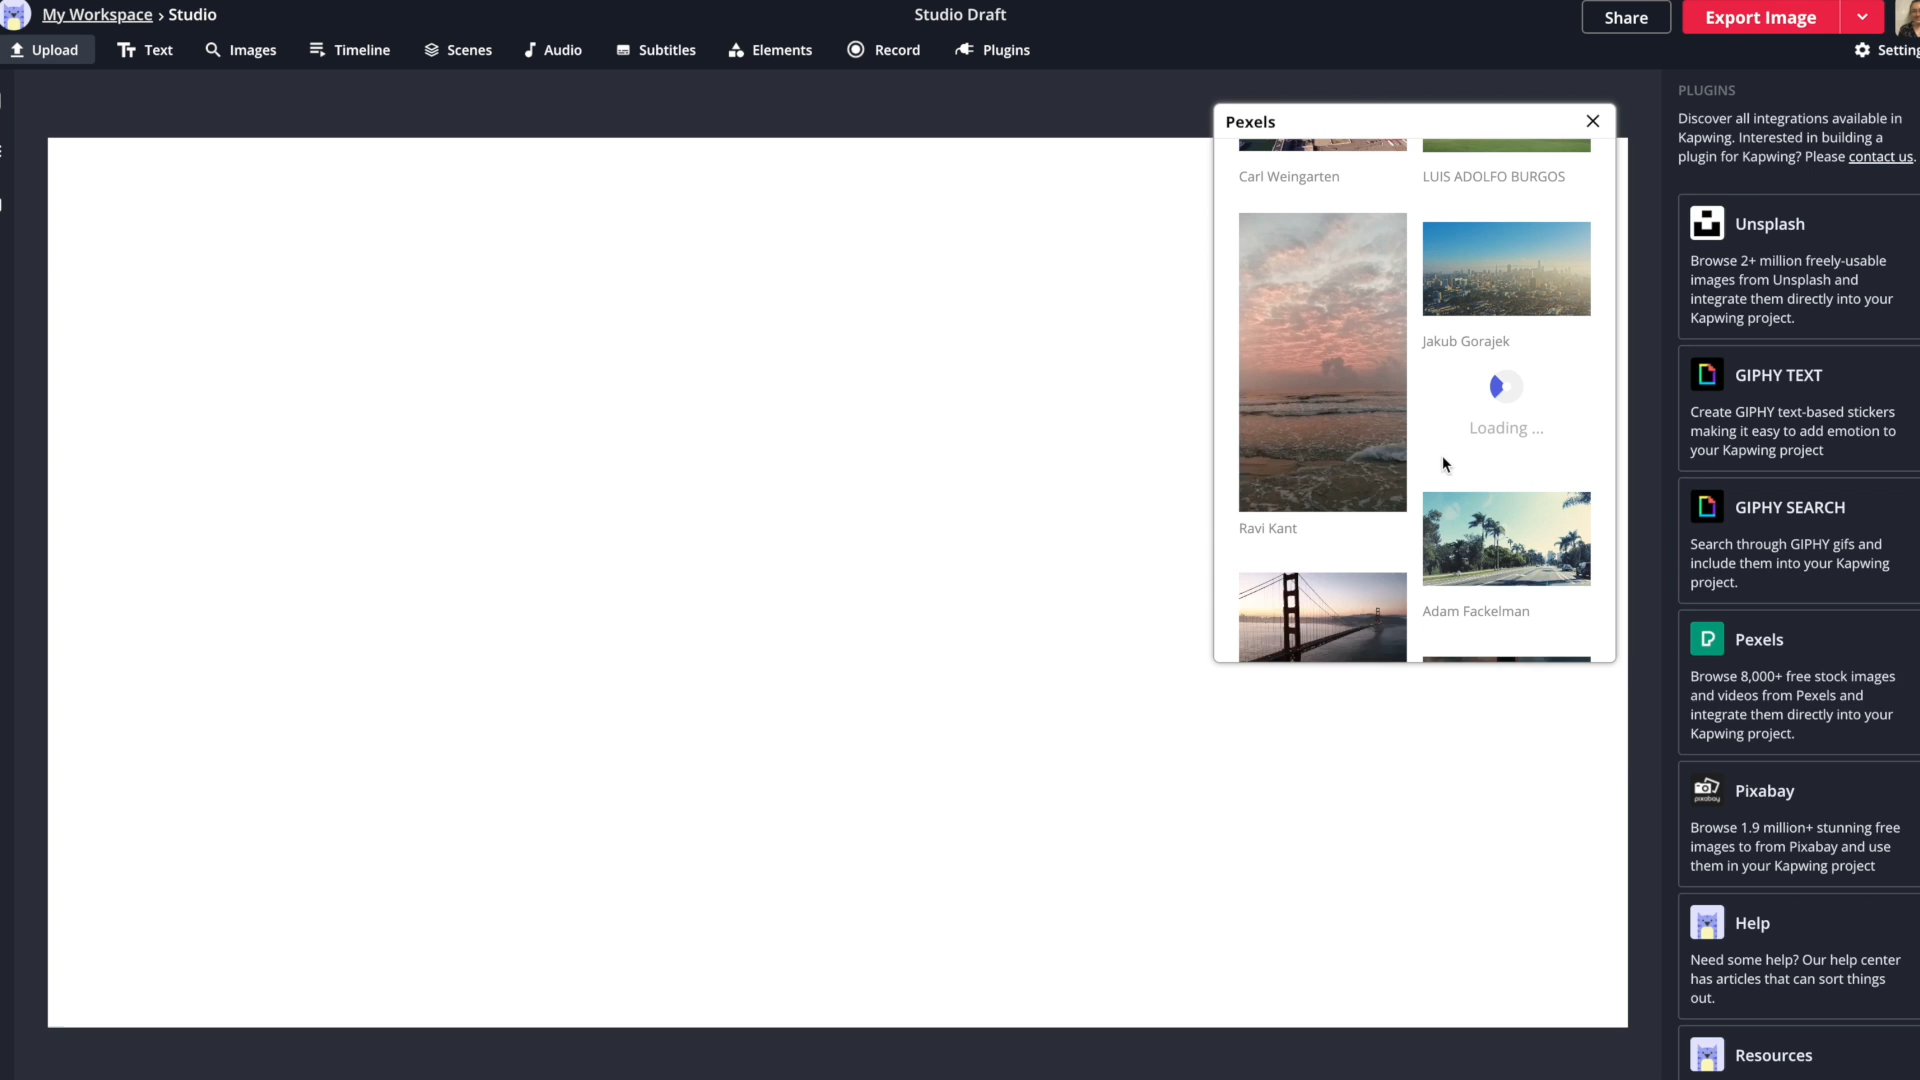 My Workspace › Studio
Studio Draft
Share
Export Image
Upload
Text
Images
Timeline
Scenes
Audio
Subtitles
Elements
Record
Plugins
Pexels
Carl Weingarten
LUIS ADOLFO BURGOS
Jakub Gorajek
Loading ...
Ravi Kant
Adam Fackelman
PLUGINS
Discover all integrations available in
Kapwing. Interested in building a
plugin for Kapwing? Please contact us.
Unsplash
Browse 2+ million freely-usable
images from Unsplash and
integrate them directly into your
Kapwing project.
GIPHY TEXT
Create GIPHY text-based stickers
making it easy to add emotion to
your Kapwing project
GIPHY SEARCH
Search through GIPHY gifs and
include them into your Kapwing
project.
Pexels
Browse 8,000+ free stock images
and videos from Pexels and
integrate them directly into your
Kapwing project.
pixabay
Pixabay
Browse 1.9 million+ stunning free
images to from Pixabay and use
them in your Kapwing project
Help
Need some help? Our help center
has articles that can sort things
out.
Resources